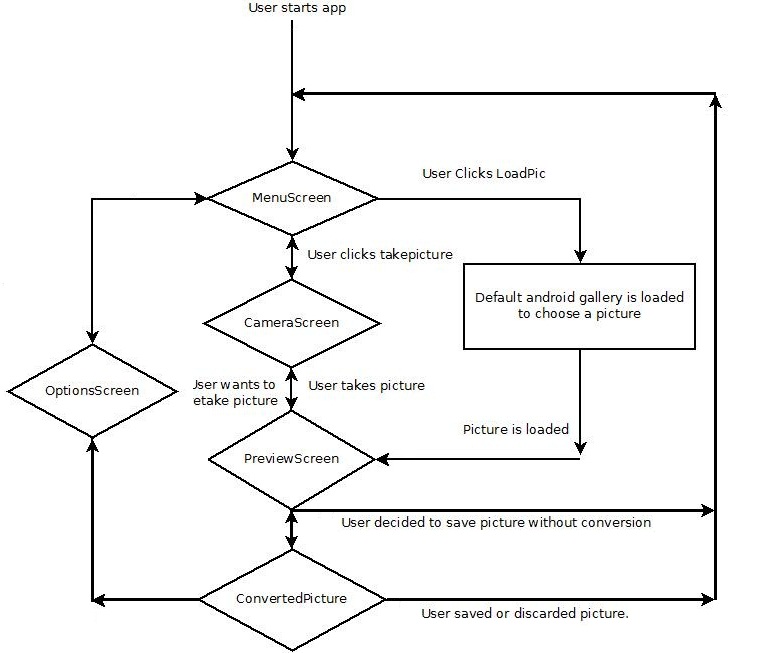 User starts app
User Clicks LoadPic
MenuScreen
User clicks takepicture
Default android gallery is loaded
to choose a picture
CameraScreen
User takes picture
Jser wants to
etake picture
OptionsScreen
Picture is loaded
PreviewScreen
User decided to save picture without conversion
ConvertedPicture
User saved or discarded picture.